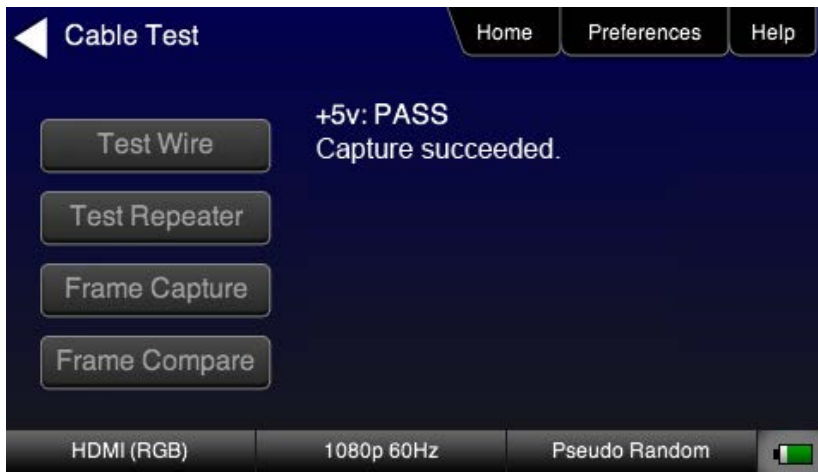 Cable Test
Home
Preferences
Help
+5v: PASS
Capture succeeded.
Test Wire
Test Repeater
Frame Capture
Frame Compare
HDMI (RGB)
1080p 60Hz
Pseudo Random